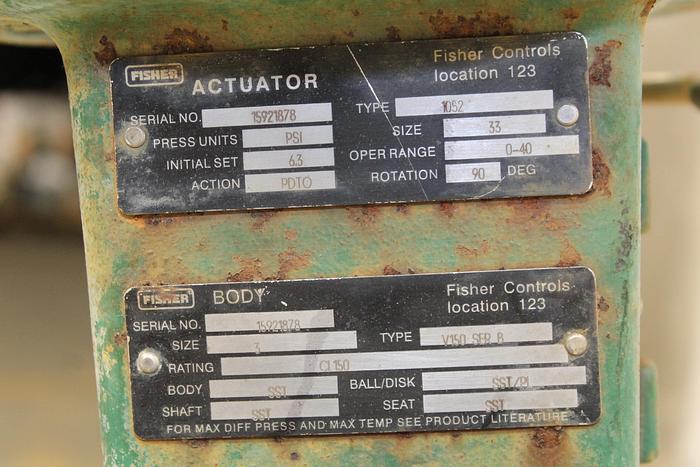 FISHER ACTUATOR Fisher Controls location 123
SERIAL NO. 15921878 TYPE 1052
PRESS UNITS PSI SIZE 33
INITIAL SET 6.3 OPER RANGE 0-40
ACTION PDTO ROTATION 90 DEG
FISHER BODY Fisher Controls location 123
SERIAL NO. 15921878
SIZE 3 TYPE V150 SER B
RATING CL150
BODY SST BALL/DISK SST/PL
SHAFT SST SEAT SST
FOR MAX DIFF PRESS AND MAX TEMP SEE PRODUCT LITERATURE